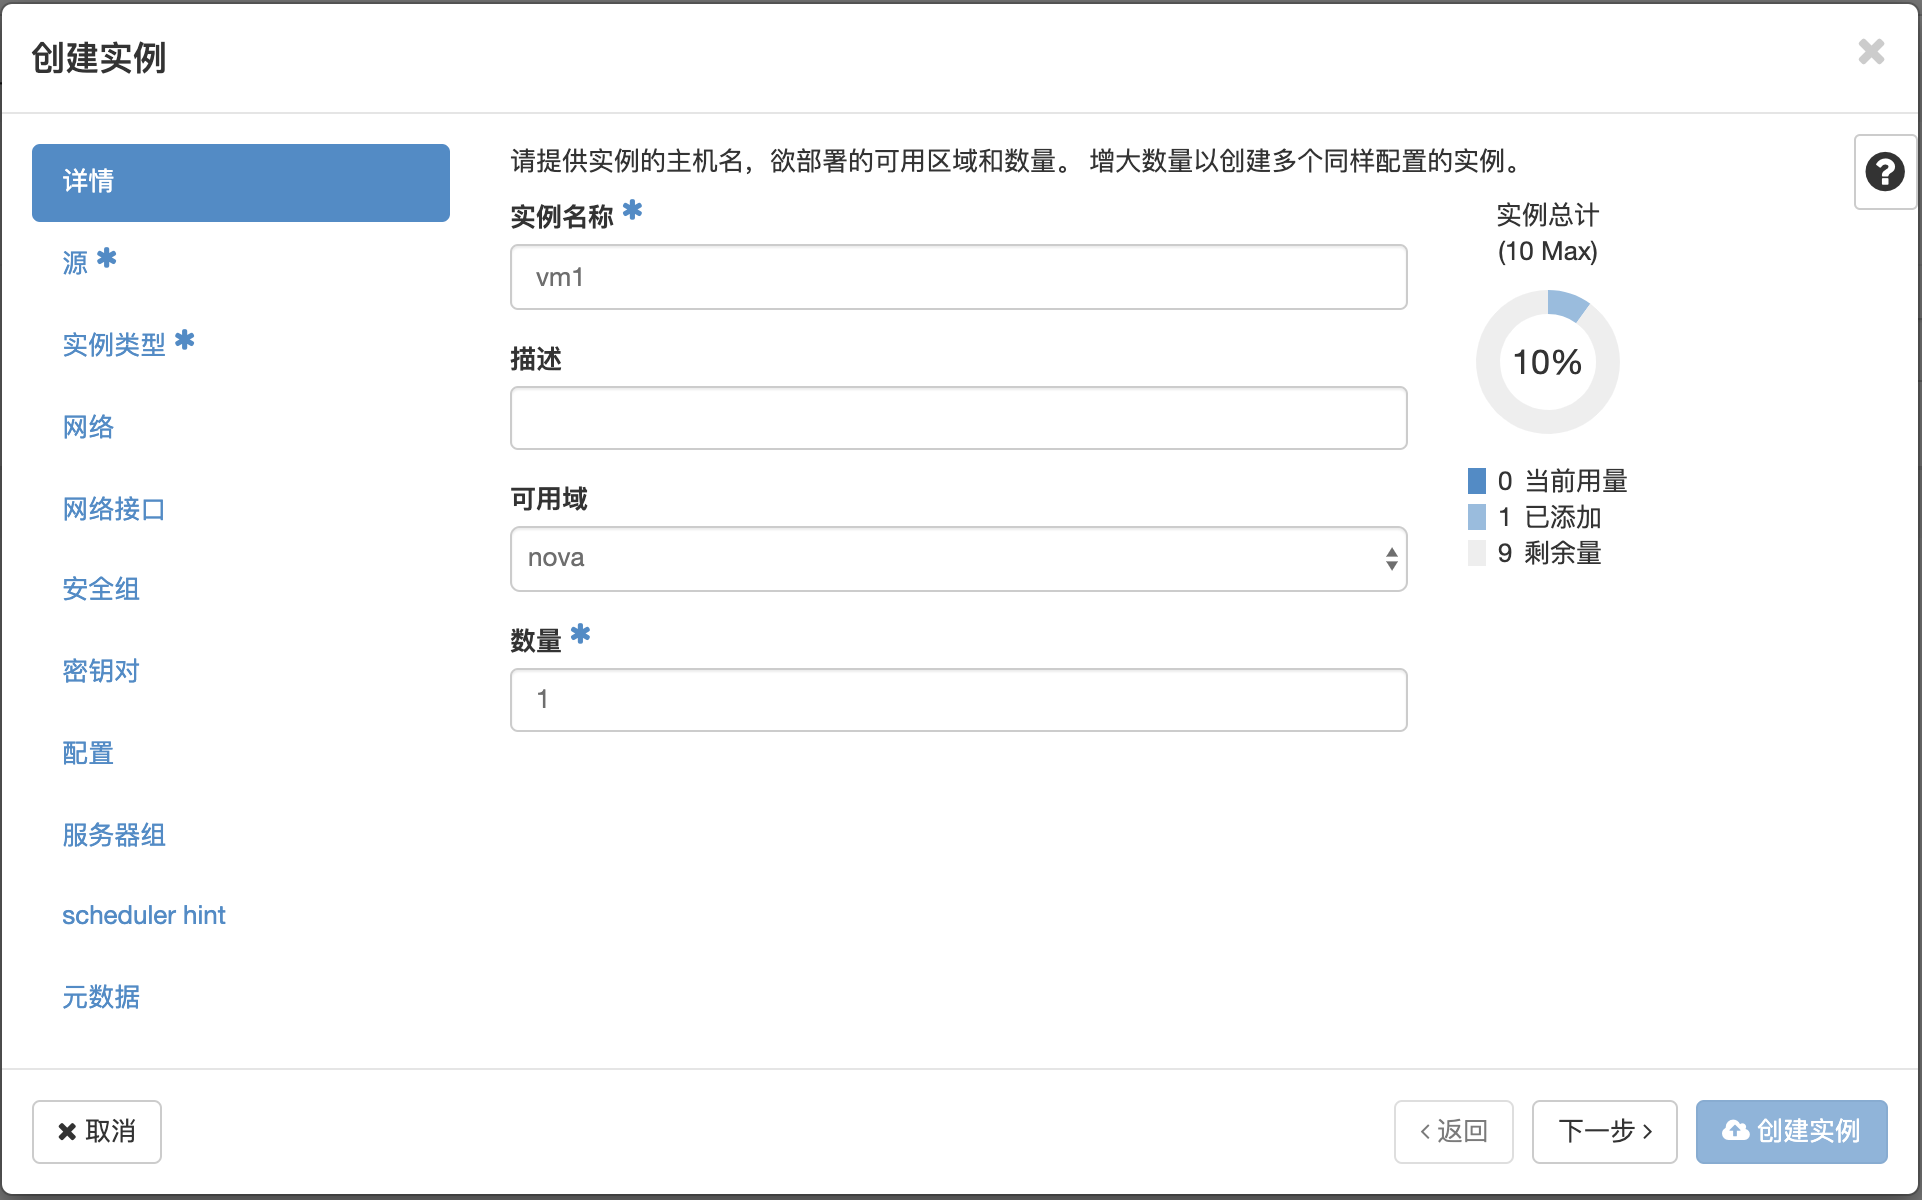 创建实例
详情
源
实例类型
网络
网络接口
安全组
密钥对
配置
服务器组
scheduler hint
元数据
请提供实例的主机名，欲部署的可用区域和数量。 增大数量以创建多个同样配置的实例。
实例名称
vm1
描述
可用域
nova
数量
1
实例总计
(10 Max)
10%
0 当前用量
1 已添加
9 剩余量
取消
返回
下一步
创建实例